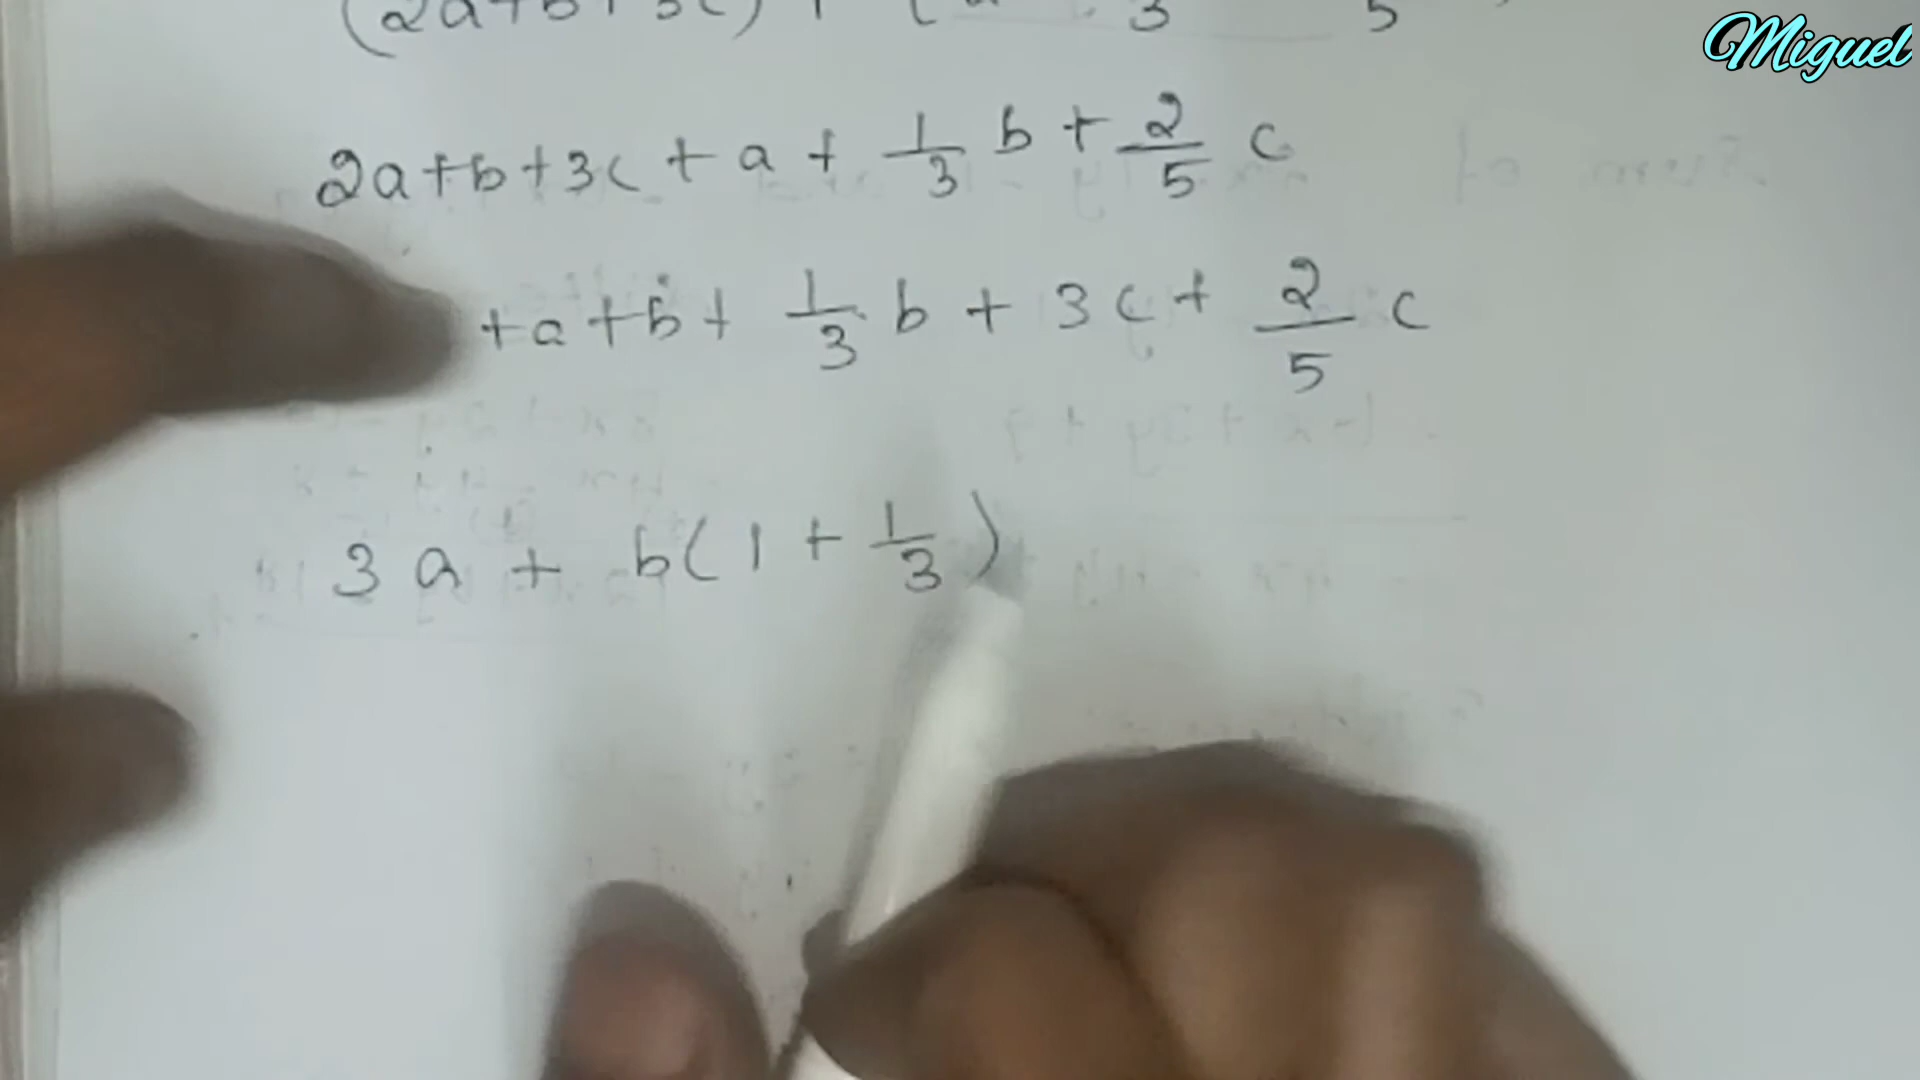 Miguel
2a+b+3c + a + 1/3 b + 2/5 c
+a+b+ 1/3 b + 3c + 2/5 c
3a + b(1 + 1/3)